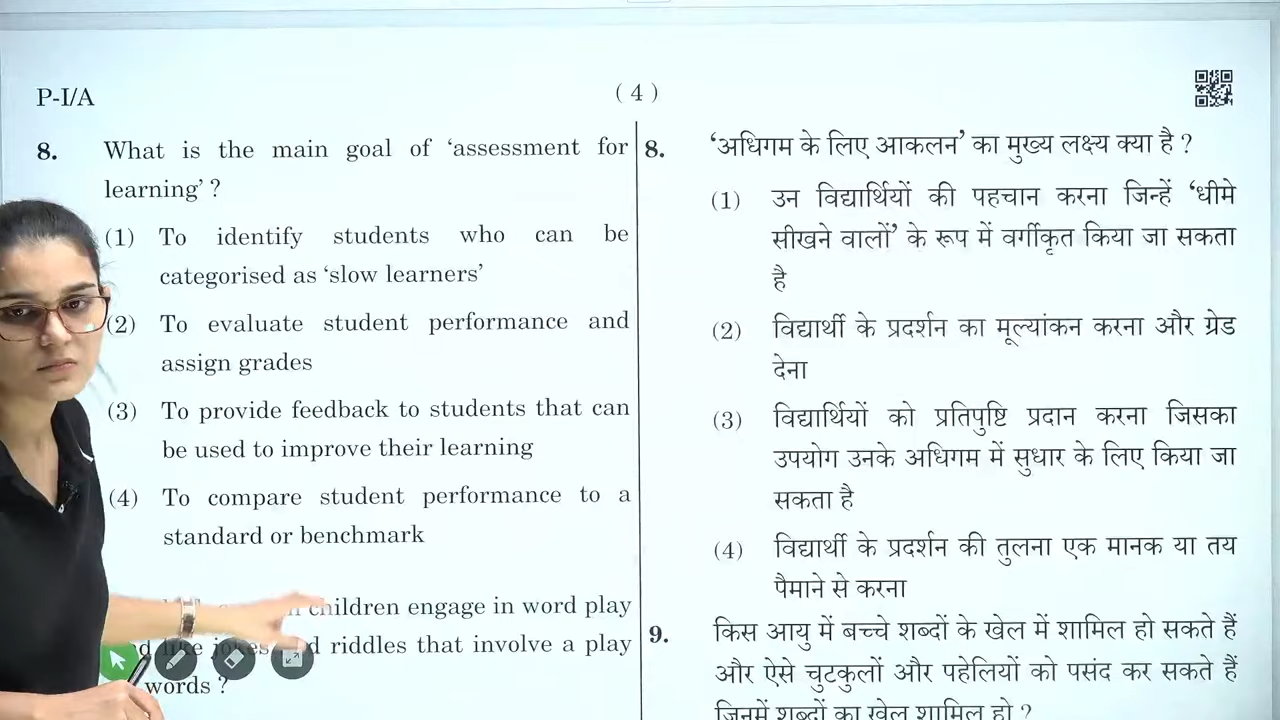 P-I/A
( 4 )
8. What is the main goal of ‘assessment for
learning’ ?
(1) To identify students who can be
categorised as ‘slow learners’
(2) To evaluate student performance and
assign grades
(3) To provide feedback to students that can
be used to improve their learning
(4) To compare student performance to a
standard or benchmark
children engage in word play
jokes riddles that involve a play
words ?
8. ‘अधिगम के लिए आकलन’ का मुख्य लक्ष्य क्या है ?
(1) उन विद्यार्थियों की पहचान करना जिन्हें ‘धीमे
सीखने वालों’ के रूप में वर्गीकृत किया जा सकता
है
(2) विद्यार्थी के प्रदर्शन का मूल्यांकन करना और ग्रेड
देना
(3) विद्यार्थियों को प्रतिपुष्टि प्रदान करना जिसका
उपयोग उनके अधिगम में सुधार के लिए किया जा
सकता है
(4) विद्यार्थी के प्रदर्शन की तुलना एक मानक या तय
पैमाने से करना
9. किस आयु में बच्चे शब्दों के खेल में शामिल हो सकते हैं
और ऐसे चुटकुलों और पहेलियों को पसंद कर सकते हैं
जिनमें शब्दों का खेल शामिल हो ?